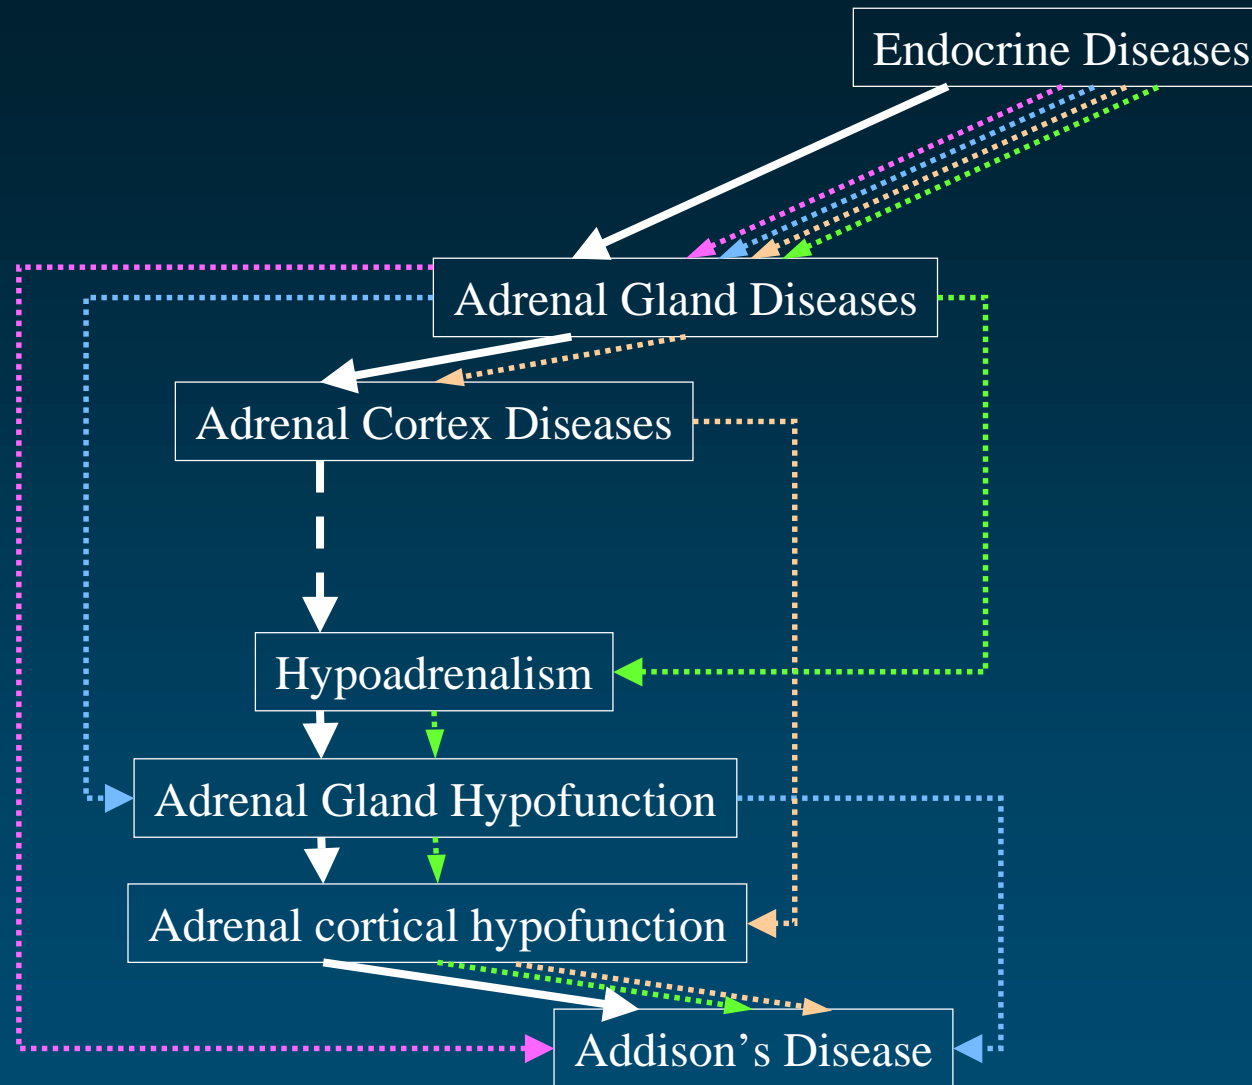 Endocrine Diseases
Adrenal Gland Diseases
Adrenal Cortex Diseases
Hypoadrenalism
Adrenal Gland Hypofunction
Adrenal cortical hypofunction
Addison’s Disease